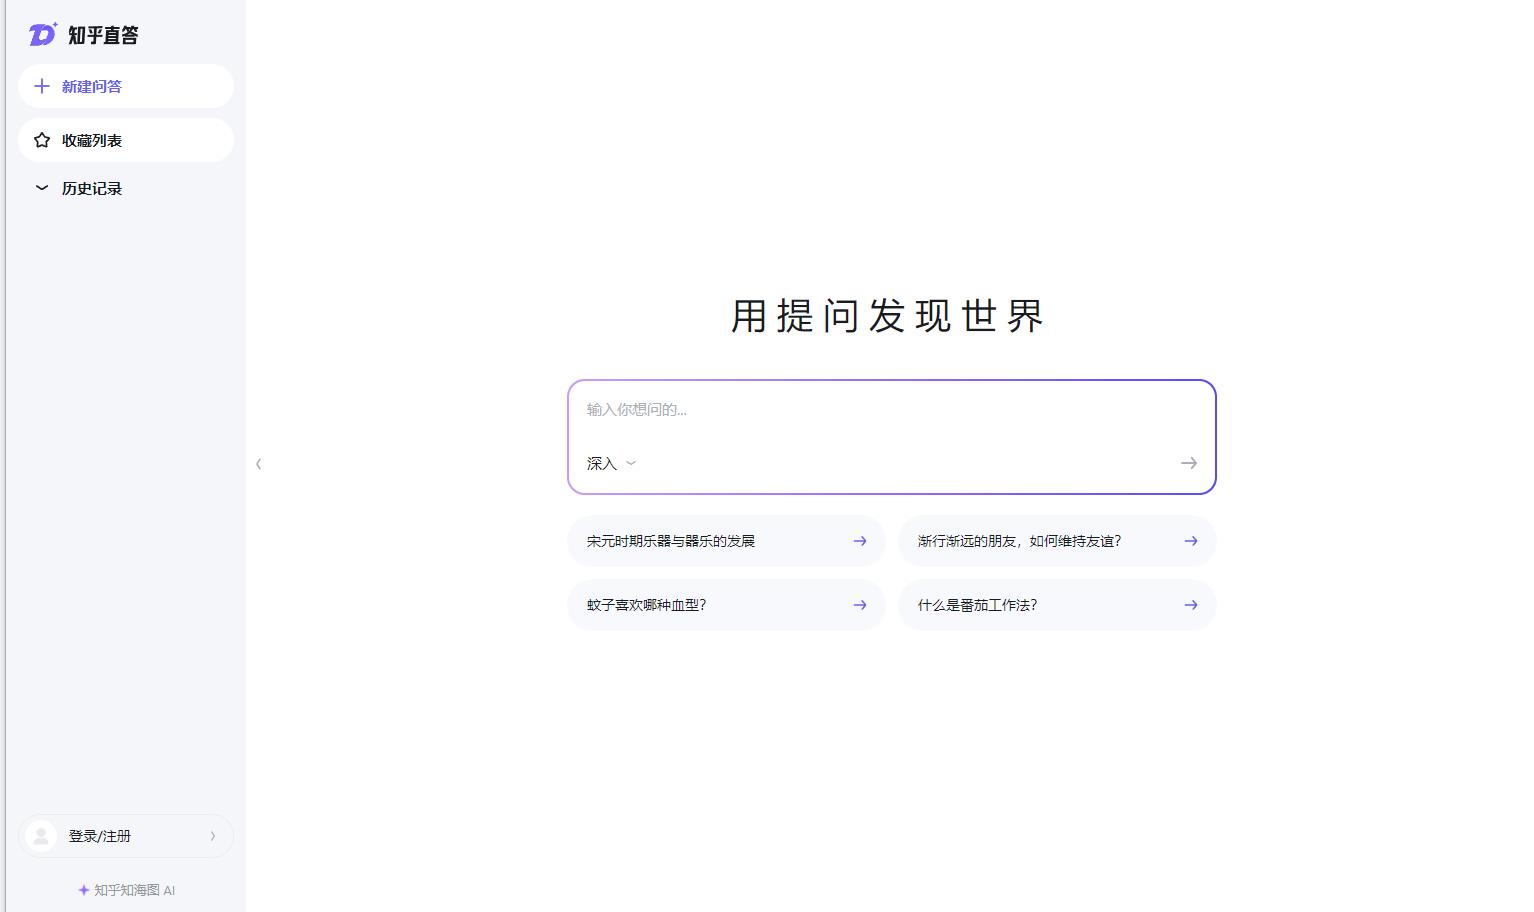 知乎直答
新建问答
收藏列表
历史记录
用提问发现世界
输入你想问的...
深入
宋元时期乐器与器乐的发展
渐行渐远的朋友，如何维持友谊？
蚊子喜欢哪种血型？
什么是番茄工作法？
登录/注册
知乎知海图 AI